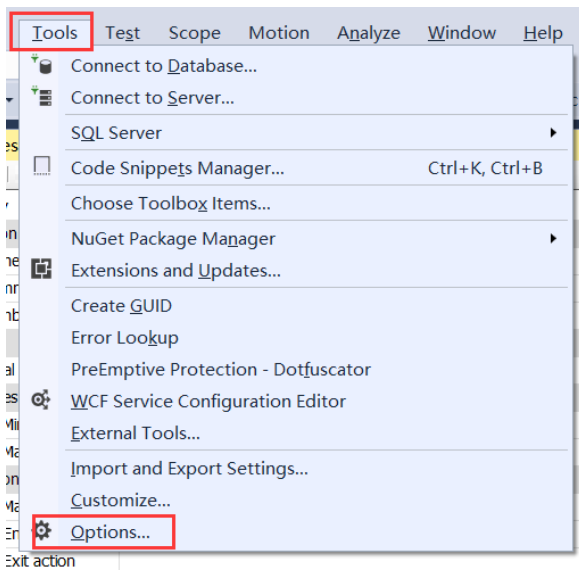 Tools Test Scope Motion Analyze Window Help
Connect to Database...
Connect to Server...
SQL Server
Code Snippets Manager... Ctrl+K, Ctrl+B
Choose Toolbox Items...
NuGet Package Manager
Extensions and Updates...
Create GUID
Error Lookup
PreEmptive Protection - Dotfuscator
WCF Service Configuration Editor
External Tools...
Import and Export Settings...
Customize...
Options...
Exit action